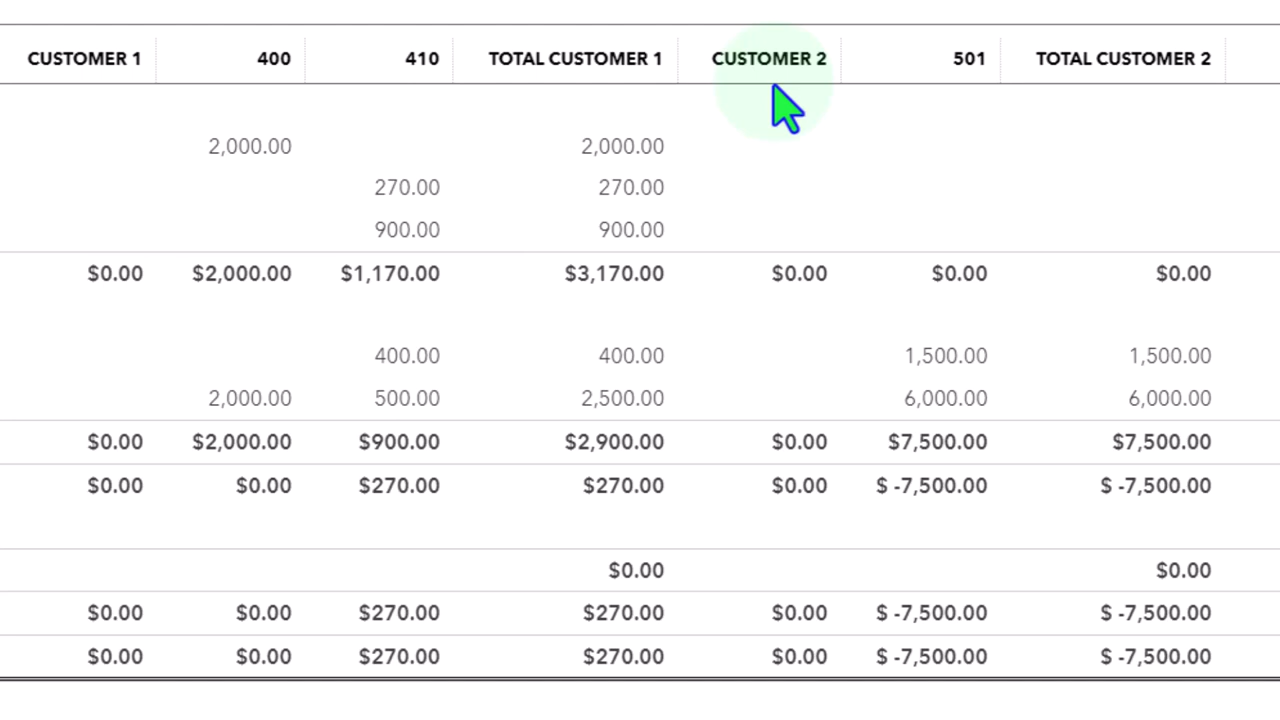 CUSTOMER 1 400 410 TOTAL CUSTOMER 1 CUSTOMER 2 501 TOTAL CUSTOMER 2
2,000.00 2,000.00
270.00 270.00
900.00 900.00
$0.00 $2,000.00 $1,170.00 $3,170.00 $0.00 $0.00 $0.00
400.00 400.00 1,500.00 1,500.00
2,000.00 500.00 2,500.00 6,000.00 6,000.00
$0.00 $2,000.00 $900.00 $2,900.00 $0.00 $7,500.00 $7,500.00
$0.00 $0.00 $270.00 $270.00 $0.00 $ -7,500.00 $ -7,500.00
$0.00 $0.00
$0.00 $0.00 $270.00 $270.00 $0.00 $ -7,500.00 $ -7,500.00
$0.00 $0.00 $270.00 $270.00 $0.00 $ -7,500.00 $ -7,500.00